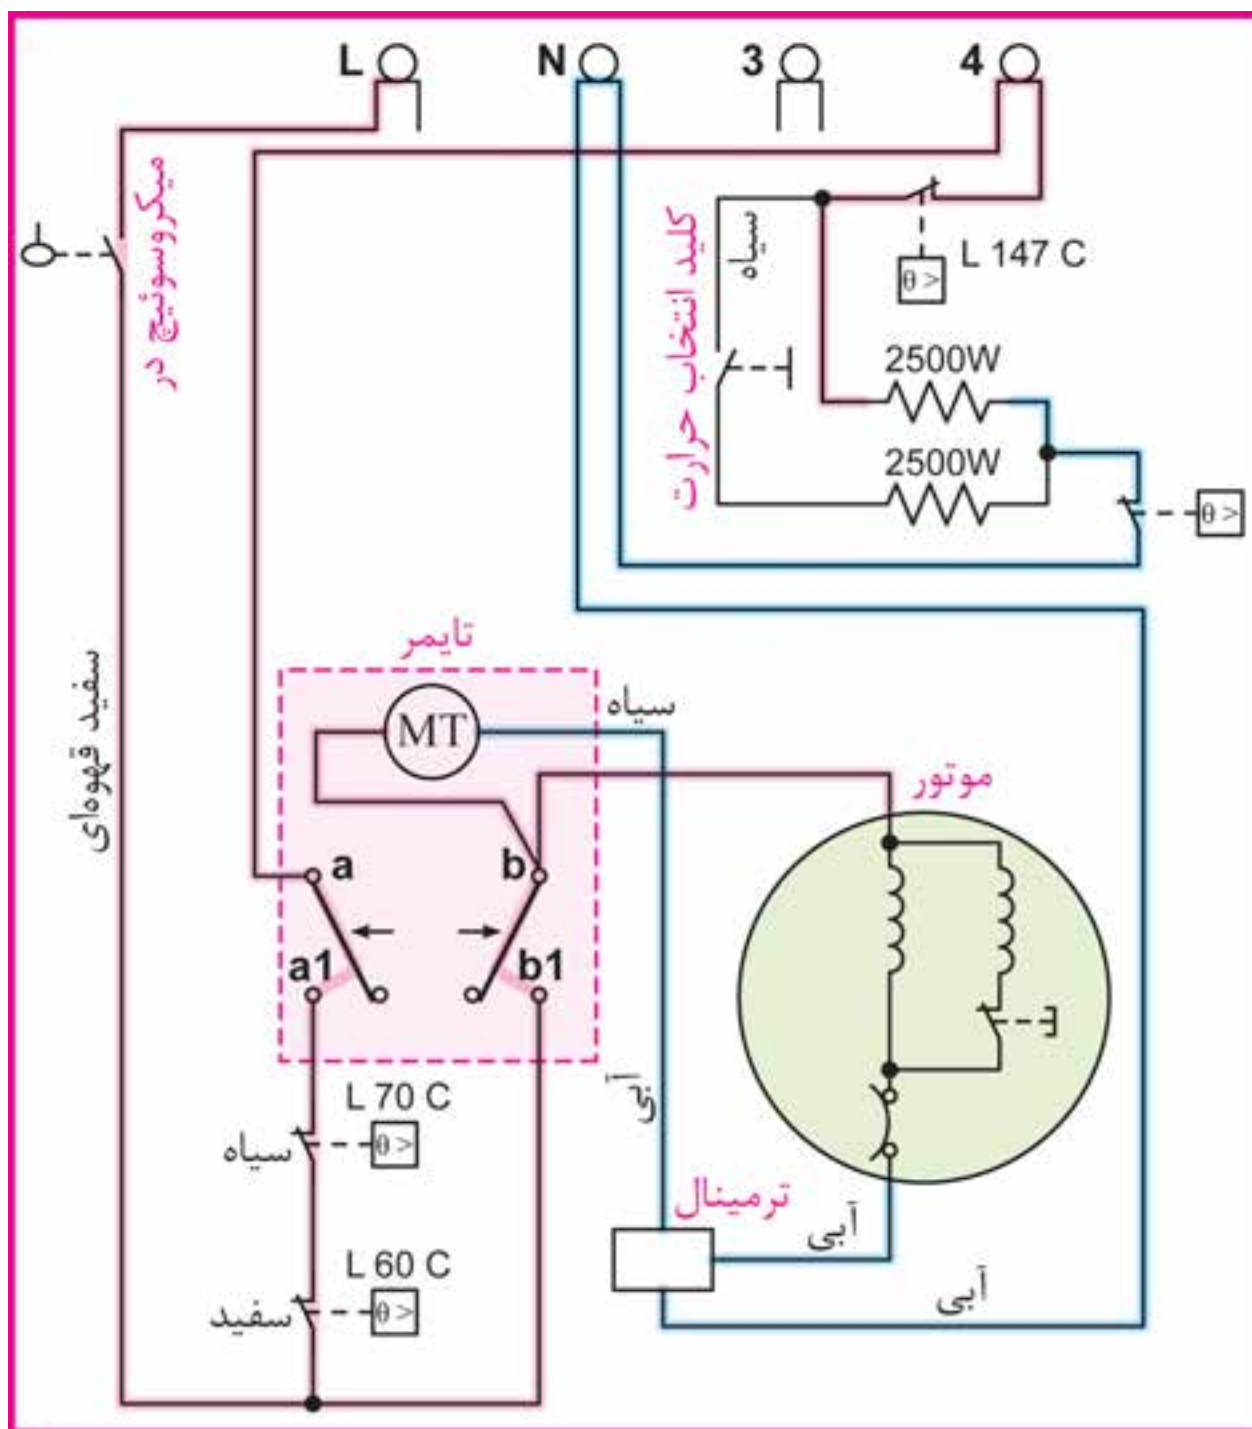 L N 3 4
میکروسوئیچ در
کلید انتخاب حرارت
سیاه
L 147 C
θ >
2500W
2500W
θ >
سفید قهوه‌ای
تایمر
MT
سیاه
موتور
a b
a1 b1
آبی
L 70 C
سیاه
θ >
ترمینال
آبی
L 60 C
سفید
θ >
آبی